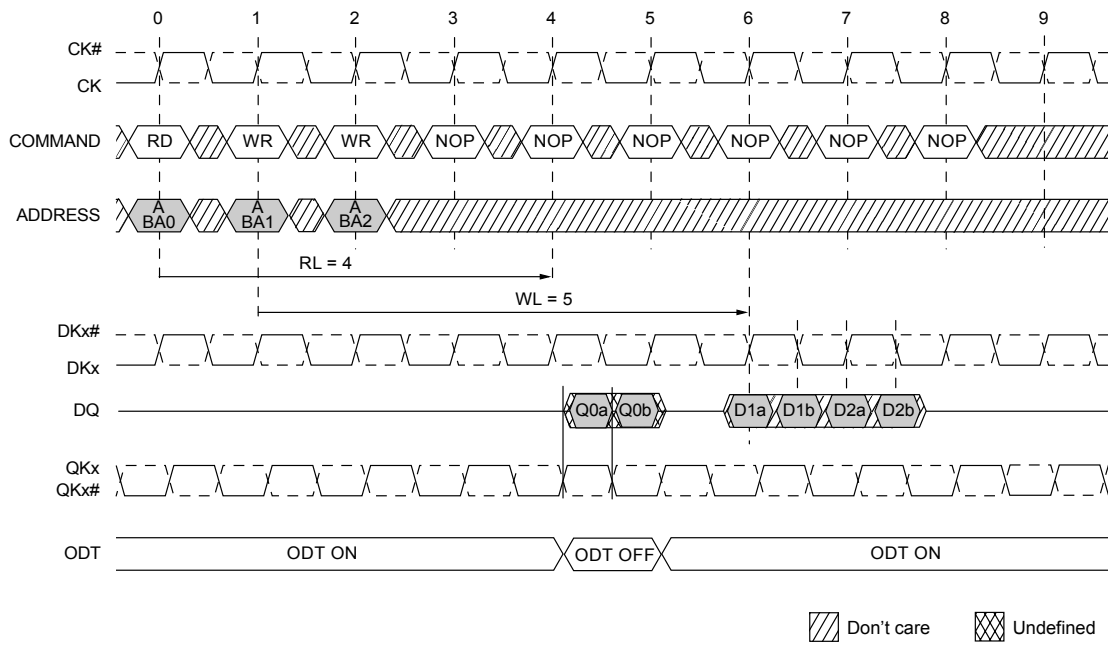 0 1 2 3 4 5 6 7 8 9
CK#
CK
COMMAND RD WR WR NOP NOP NOP NOP NOP NOP
ADDRESS A BA0 A BA1 A BA2
RL = 4
WL = 5
DKx#
DKx
DQ Q0a Q0b D1a D1b D2a D2b
QKx
QKx#
ODT ODT ON ODT OFF ODT ON
Don't care Undefined